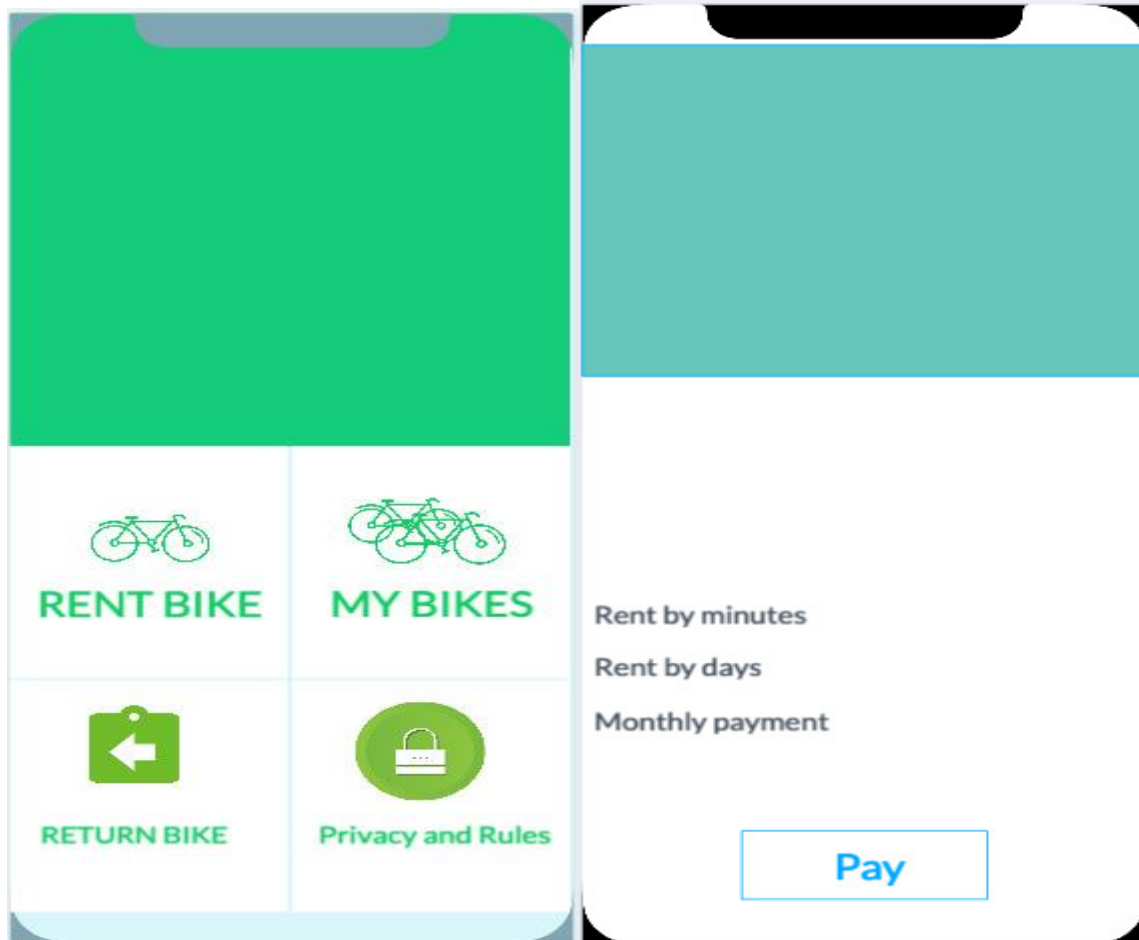 RENT BIKE
MY BIKES
RETURN BIKE
Privacy and Rules
Rent by minutes
Rent by days
Monthly payment
Pay